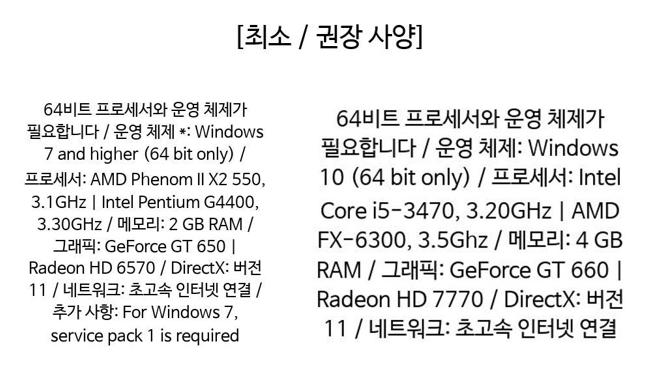 [최소 / 권장 사양]
64비트 프로세서와 운영 체제가
필요합니다 / 운영 체제 *: Windows
7 and higher (64 bit only) /
프로세서: AMD Phenom II X2 550,
3.1GHz | Intel Pentium G4400,
3.30GHz / 메모리: 2 GB RAM /
그래픽: GeForce GT 650 |
Radeon HD 6570 / DirectX: 버전
11 / 네트워크: 초고속 인터넷 연결 /
추가 사항: For Windows 7,
service pack 1 is required
64비트 프로세서와 운영 체제가
필요합니다 / 운영 체제: Windows
10 (64 bit only) / 프로세서: Intel
Core i5-3470, 3.20GHz | AMD
FX-6300, 3.5Ghz / 메모리: 4 GB
RAM / 그래픽: GeForce GT 660 |
Radeon HD 7770 / DirectX: 버전
11 / 네트워크: 초고속 인터넷 연결